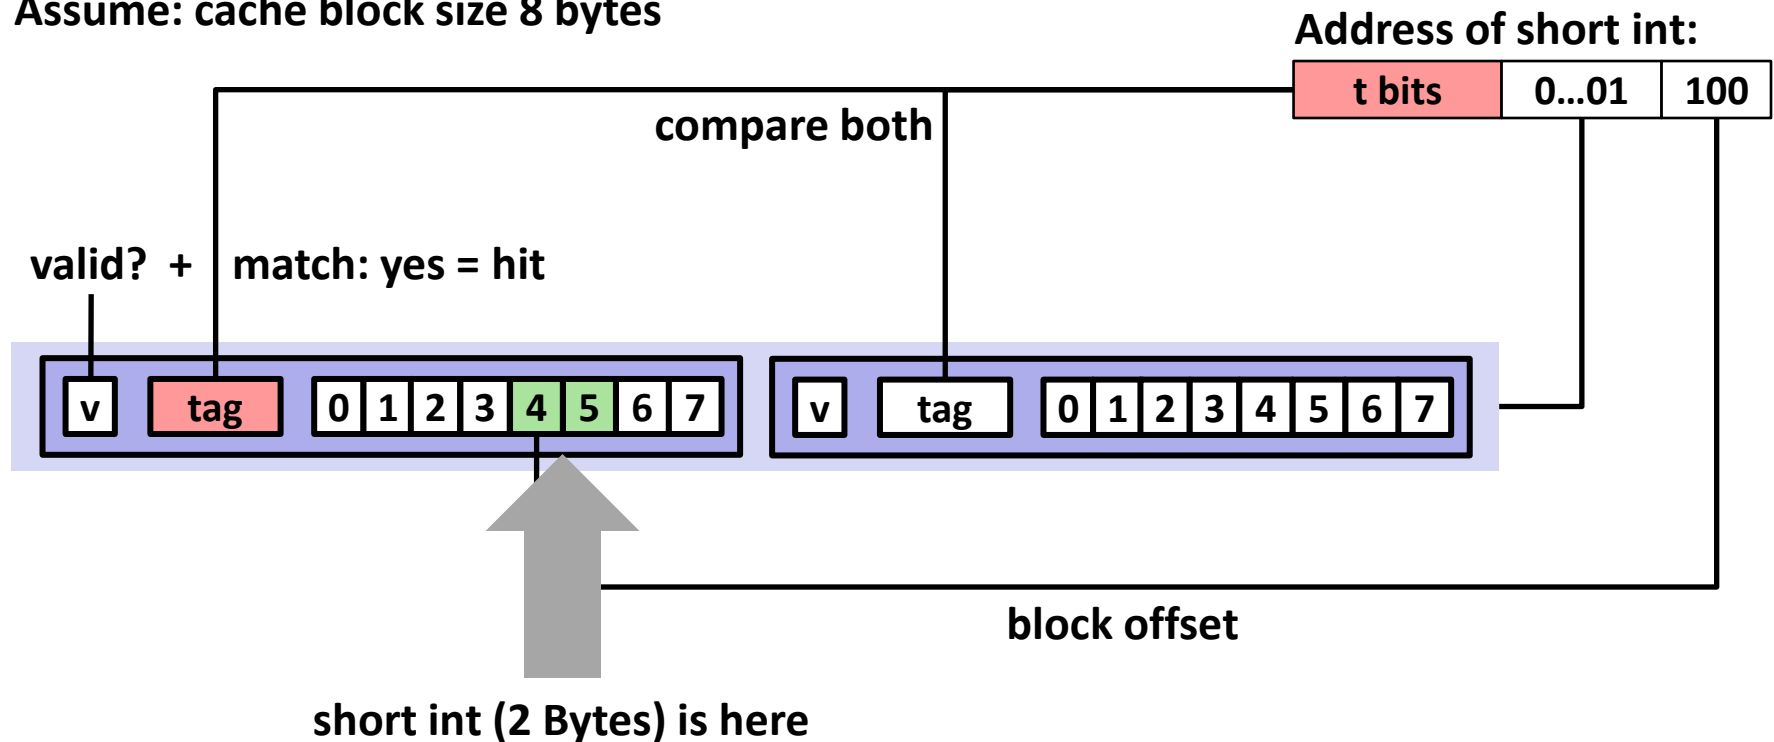 Assume: cache block size 8 bytes
Address of short int:
t bits 0...01 100
compare both
valid? + match: yes = hit
v tag 0 1 2 3 4 5 6 7 v tag 0 1 2 3 4 5 6 7
block offset
short int (2 Bytes) is here